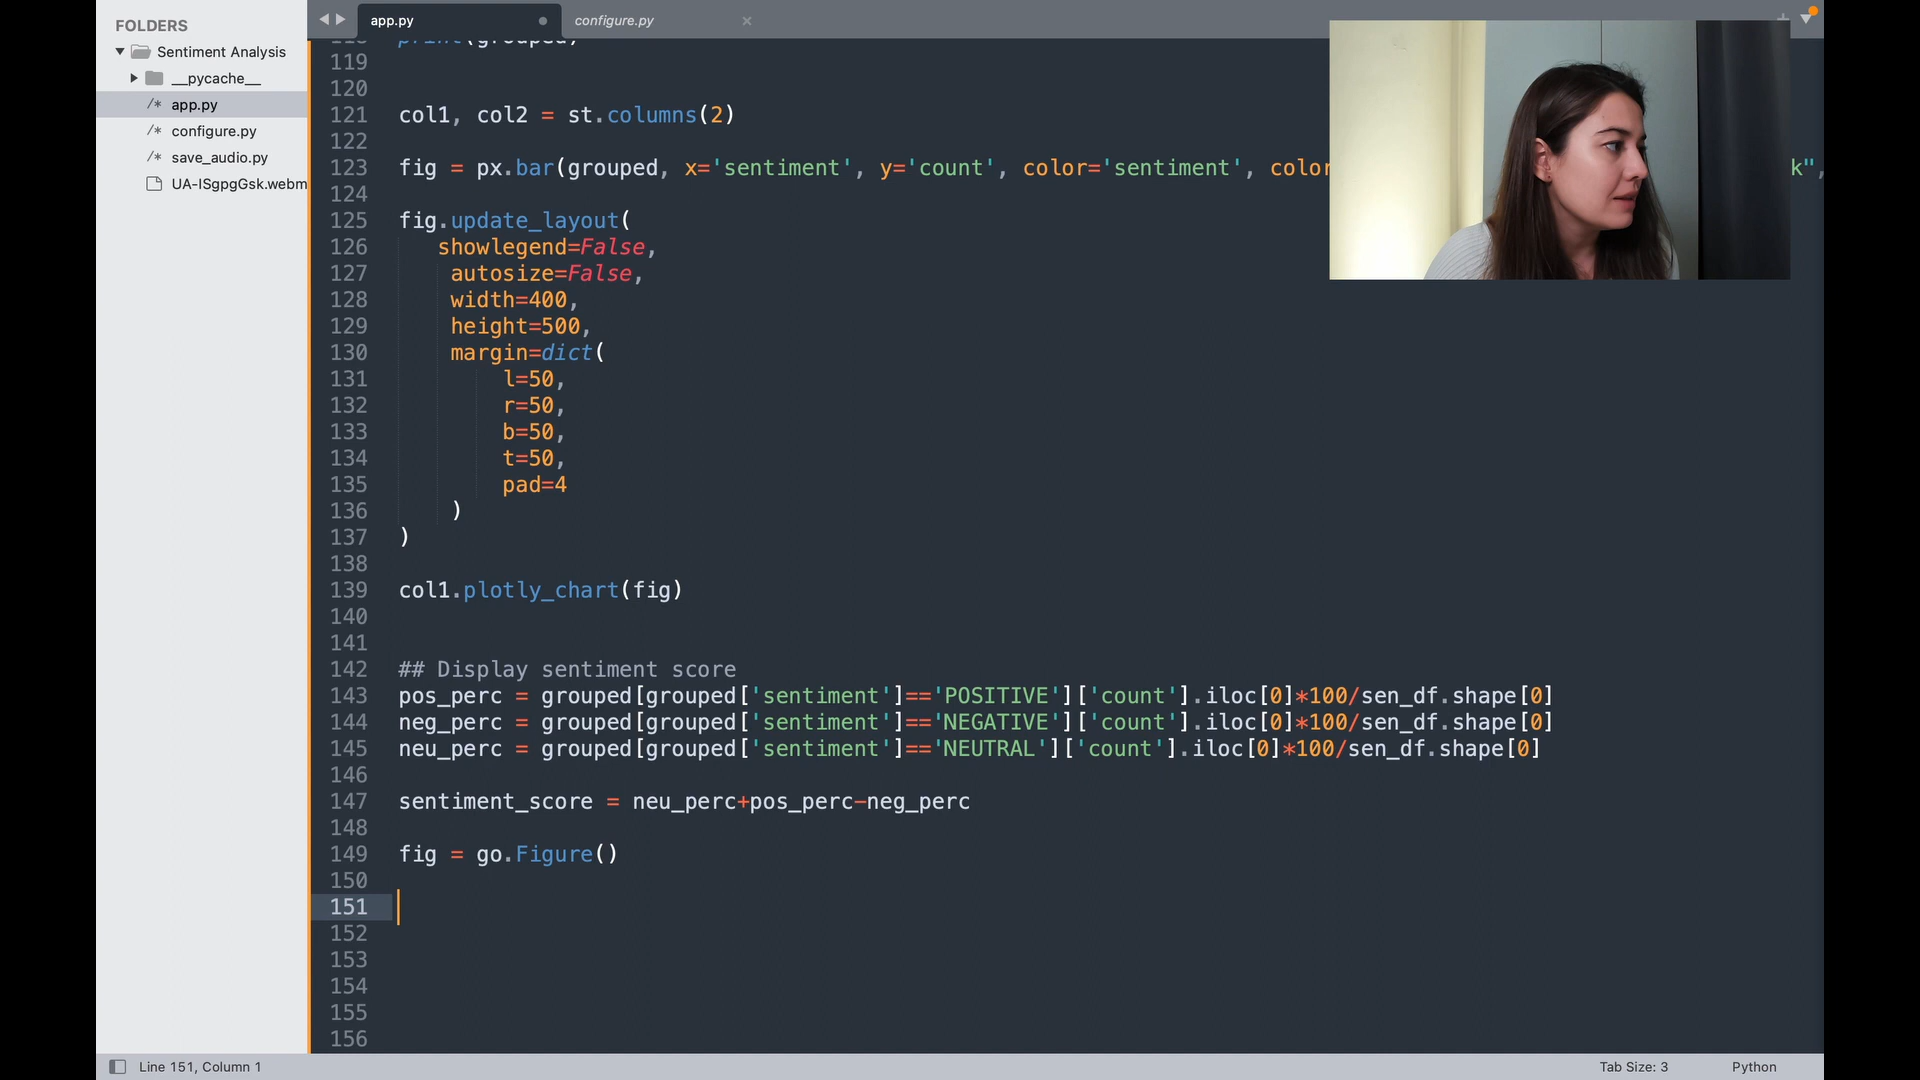 FOLDERS
Sentiment Analysis
__pycache__
app.py
configure.py
save_audio.py
UA-ISgpgGsk.webm
app.py
configure.py
print(grouped)
119
120
121 col1, col2 = st.columns(2)
122
123 fig = px.bar(grouped, x='sentiment', y='count', color='sentiment', color k",
124
125 fig.update_layout(
126 showlegend=False,
127 autosize=False,
128 width=400,
129 height=500,
130 margin=dict(
131 l=50,
132 r=50,
133 b=50,
134 t=50,
135 pad=4
136 )
137 )
138
139 col1.plotly_chart(fig)
140
141
142 ## Display sentiment score
143 pos_perc = grouped[grouped['sentiment']=='POSITIVE']['count'].iloc[0]*100/sen_df.shape[0]
144 neg_perc = grouped[grouped['sentiment']=='NEGATIVE']['count'].iloc[0]*100/sen_df.shape[0]
145 neu_perc = grouped[grouped['sentiment']=='NEUTRAL']['count'].iloc[0]*100/sen_df.shape[0]
146
147 sentiment_score = neu_perc+pos_perc-neg_perc
148
149 fig = go.Figure()
150
151
152
153
154
155
156
Line 151, Column 1
Tab Size: 3
Python